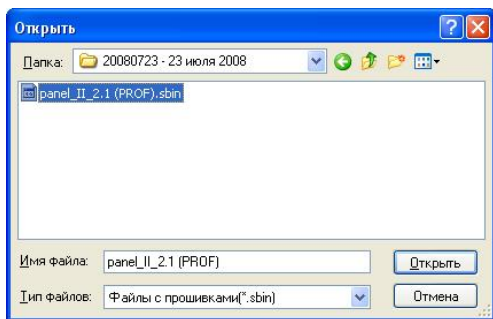 Открыть
Папка: 20080723 - 23 июля 2008
panel_II_2.1 (PROF).sbin
Имя файла: panel_II_2.1 (PROF)
Открыть
Тип файлов: Файлы с прошивками(*.sbin)
Отмена